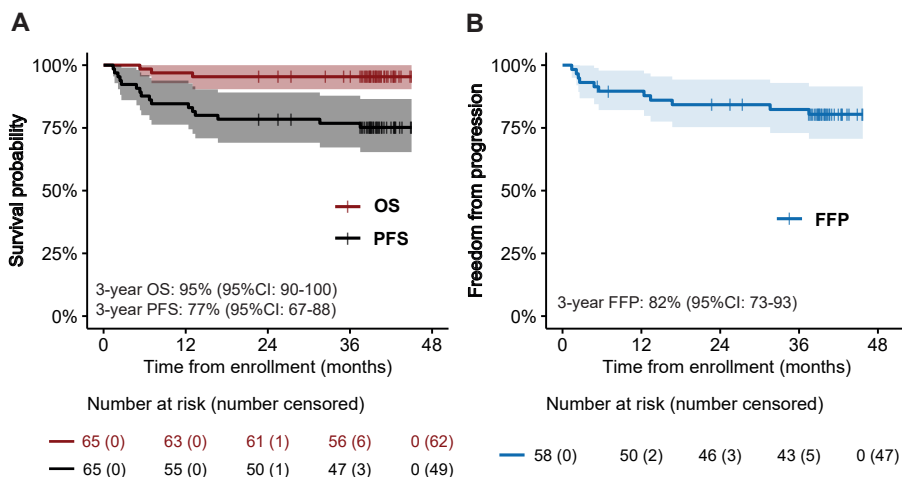 A
Survival probability
100%
75%
50%
25%
0%
OS
PFS
3-year OS: 95% (95%CI: 90-100)
3-year PFS: 77% (95%CI: 67-88)
0 12 24 36 48
Time from enrollment (months)
Number at risk (number censored)
65 (0) 63 (0) 61 (1) 56 (6) 0 (62)
65 (0) 55 (0) 50 (1) 47 (3) 0 (49)
B
Freedom from progression
100%
75%
50%
25%
0%
FFP
3-year FFP: 82% (95%CI: 73-93)
0 12 24 36 48
Time from enrollment (months)
Number at risk (number censored)
58 (0) 50 (2) 46 (3) 43 (5) 0 (47)